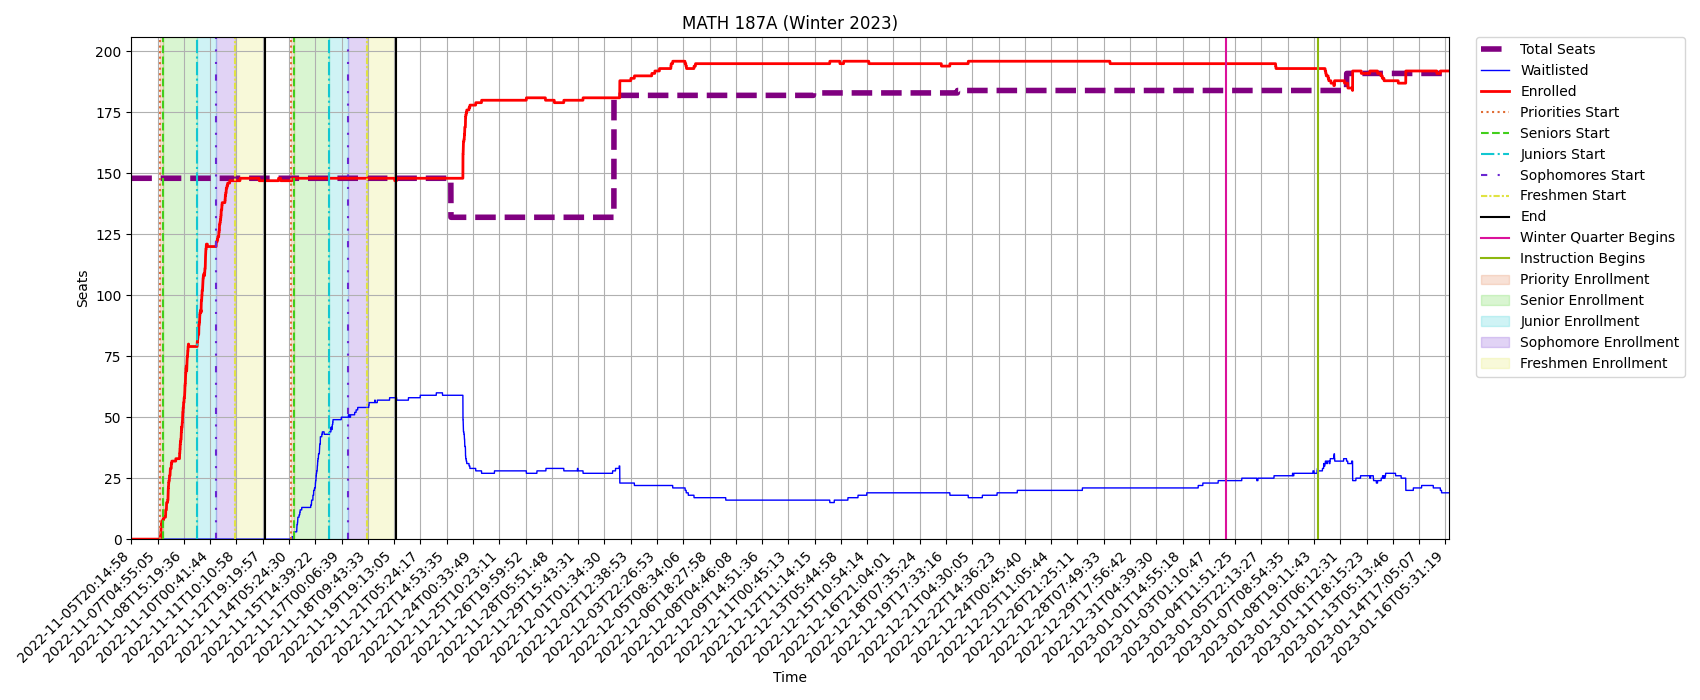 MATH 187A (Winter 2023)
Seats
200
175
150
125
100
75
50
25
0
2022-11-05T20:14:58
2022-11-07T04:55:05
2022-11-08T15:19:36
2022-11-10T00:41:44
2022-11-11T10:10:58
2022-11-12T19:19:57
2022-11-14T05:24:30
2022-11-15T14:39:22
2022-11-17T00:06:39
2022-11-18T09:43:33
2022-11-19T19:13:05
2022-11-21T05:24:17
2022-11-22T14:53:35
2022-11-25T10:33:49
2022-11-25T10:23:11
2022-11-26T19:59:52
2022-11-28T05:51:48
2022-11-29T15:43:31
2022-12-01T01:34:30
2022-12-02T12:38:53
2022-12-03T22:26:53
2022-12-05T08:34:06
2022-12-06T18:27:58
2022-12-08T04:46:08
2022-12-09T14:51:36
2022-12-11T00:45:13
2022-12-12T11:14:15
2022-12-13T05:44:58
2022-12-15T10:54:14
2022-12-16T21:04:01
2022-12-18T07:35:24
2022-12-19T17:33:16
2022-12-21T04:30:05
2022-12-22T14:36:23
2022-12-24T00:45:40
2022-12-25T11:05:44
2022-12-26T21:25:11
2022-12-28T07:49:33
2022-12-29T17:56:42
2022-12-31T04:39:30
2023-01-01T14:55:18
2023-01-03T01:10:47
2023-01-04T11:51:25
2023-01-05T22:13:27
2023-01-07T08:54:35
2023-01-08T19:11:43
2023-01-10T06:12:31
2023-01-11T18:15:23
2023-01-13T05:13:46
2023-01-14T17:05:07
2023-01-16T05:31:19
Time
Total Seats
Waitlisted
Enrolled
Priorities Start
Seniors Start
Juniors Start
Sophomores Start
Freshmen Start
End
Winter Quarter Begins
Instruction Begins
Priority Enrollment
Senior Enrollment
Junior Enrollment
Sophomore Enrollment
Freshmen Enrollment